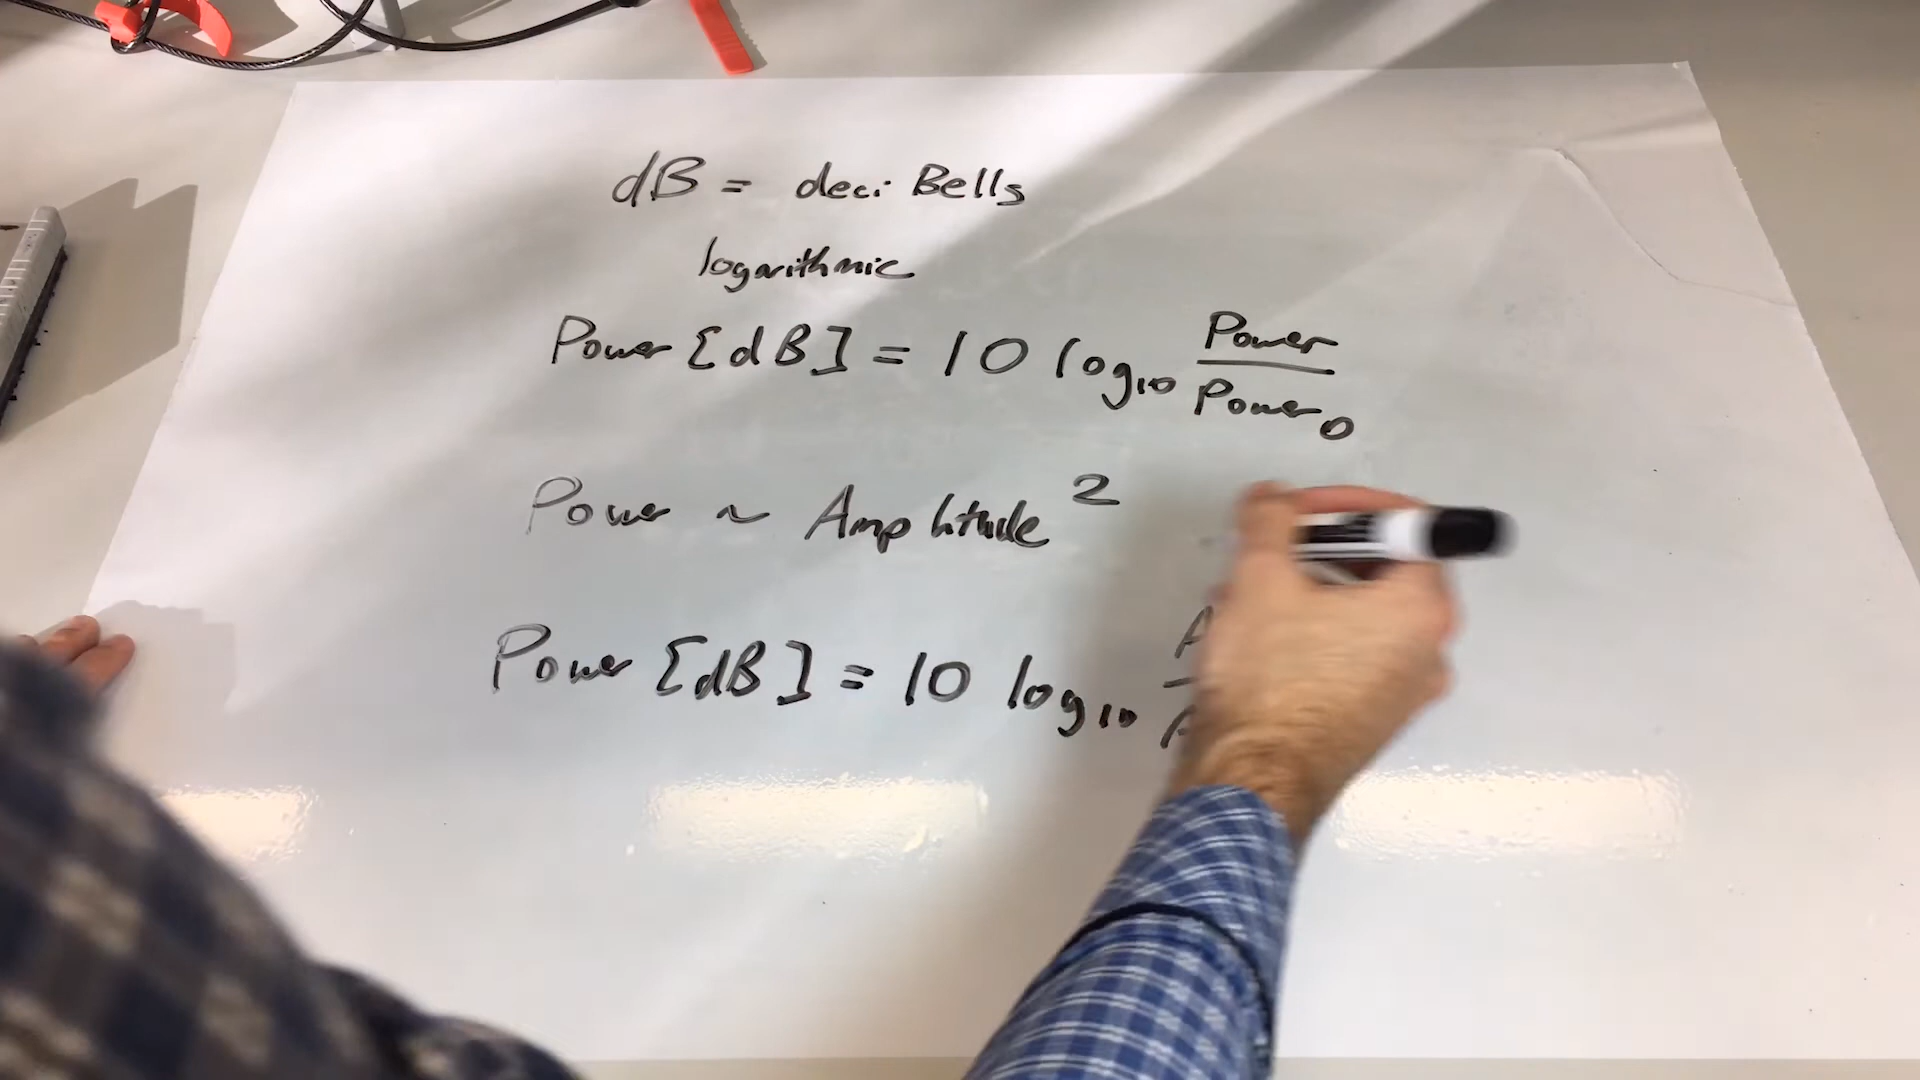 dB = deci Bells
logarithmic
Power [dB] = 10 log₁₀ Power / Power₀
Power ~ Amplitude²
Power [dB] = 10 log₁₀